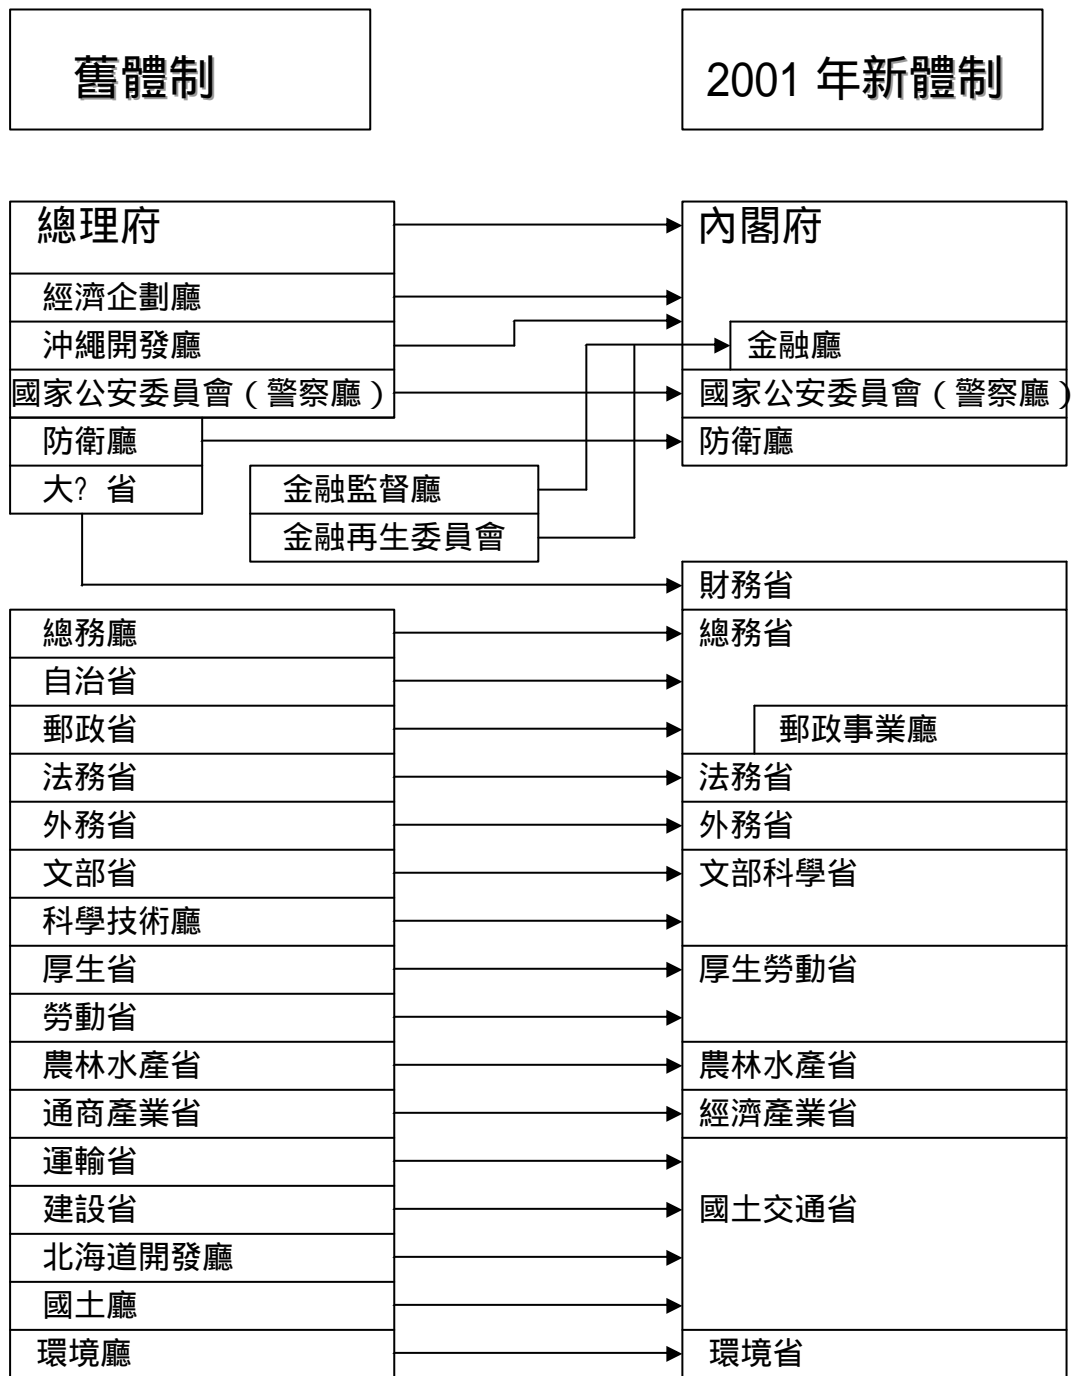 舊體制
2001 年新體制
總理府
內閣府
經濟企劃廳
沖繩開發廳
金融廳
國家公安委員會（警察廳）
國家公安委員會（警察廳）
防衛廳
防衛廳
大? 省
金融監督廳
金融再生委員會
財務省
總務廳
總務省
自治省
郵政省
郵政事業廳
法務省
法務省
外務省
外務省
文部省
文部科學省
科學技術廳
厚生省
厚生勞動省
勞動省
農林水產省
農林水產省
通商產業省
經濟產業省
運輸省
建設省
國土交通省
北海道開發廳
國土廳
環境廳
環境省